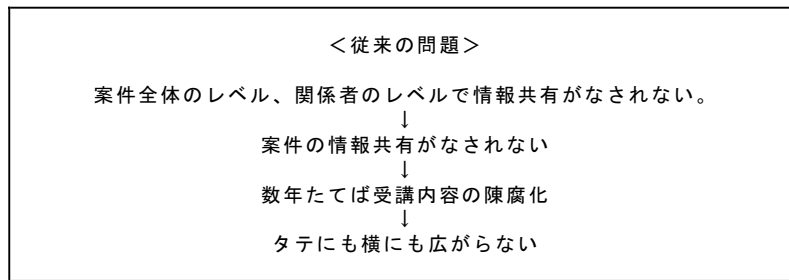 ＜従来の問題＞
案件全体のレベル、関係者のレベルで情報共有がなされない。
↓
案件の情報共有がなされない
↓
数年たてば受講内容の陳腐化
↓
タテにも横にも広がらない